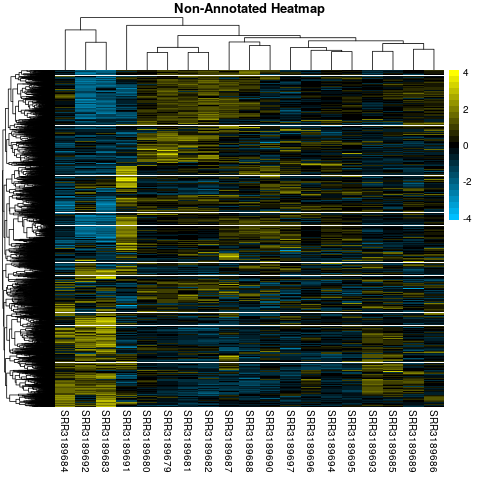 Non-Annotated Heatmap
4
2
0
-2
-4
SRR3189684
SRR3189692
SRR3189683
SRR3189691
SRR3189680
SRR3189679
SRR3189681
SRR3189682
SRR3189687
SRR3189688
SRR3189690
SRR3189697
SRR3189696
SRR3189694
SRR3189695
SRR3189693
SRR3189685
SRR3189689
SRR3189686